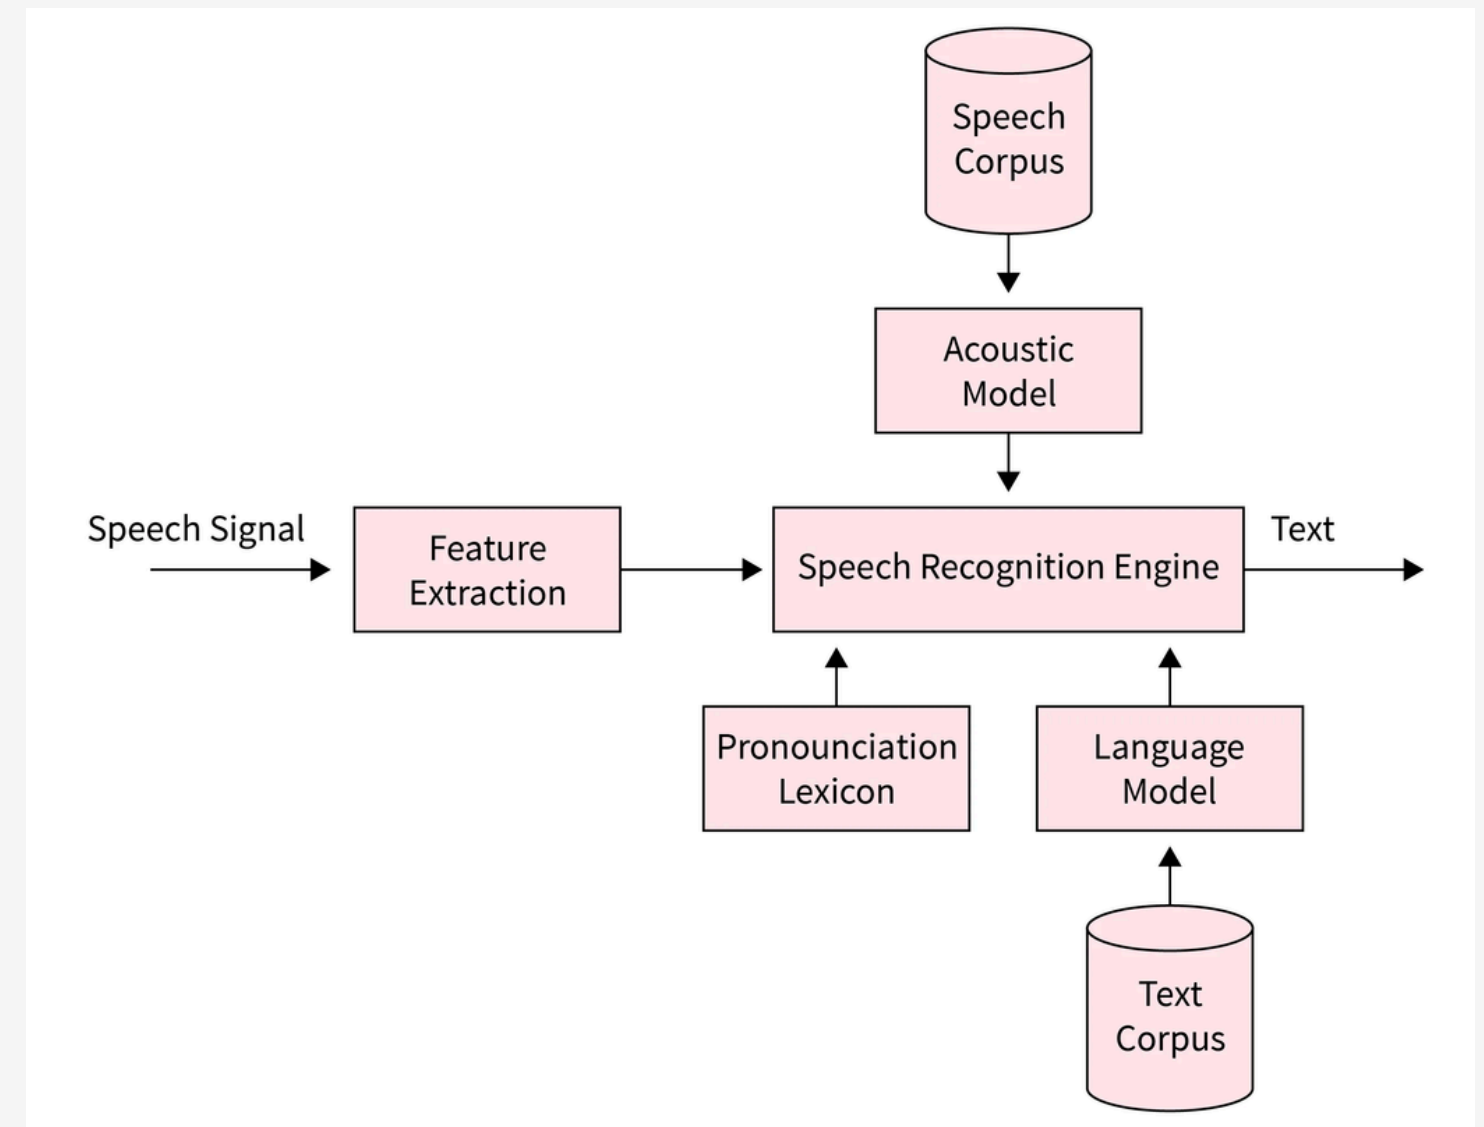 Speech
Corpus
Acoustic
Model
Speech Signal
Feature
Extraction
Speech Recognition Engine
Text
Pronounciation
Lexicon
Language
Model
Text
Corpus